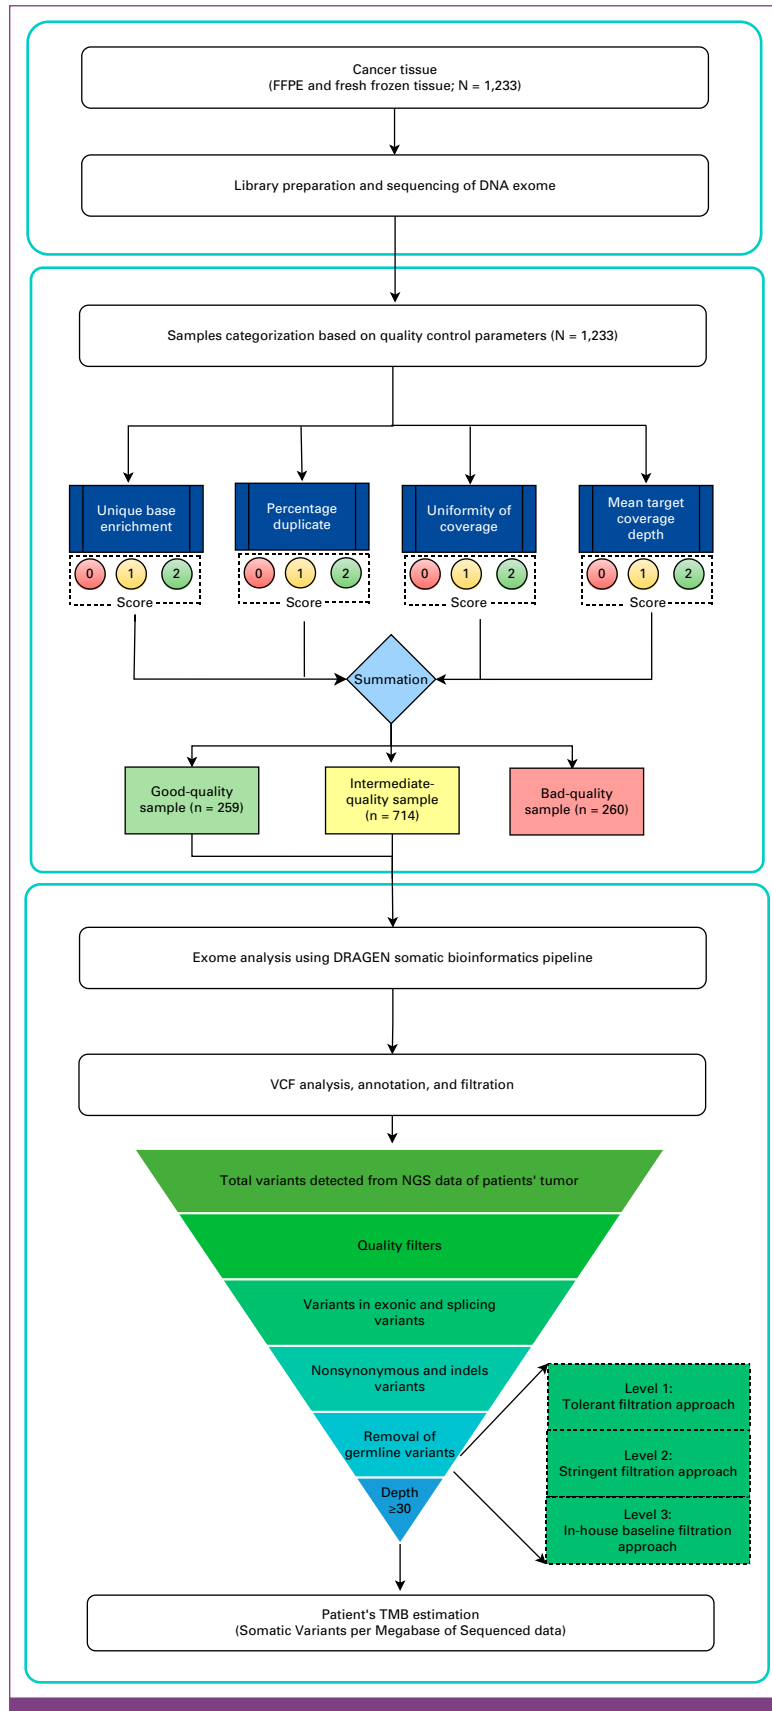 Cancer tissue
(FFPE and fresh frozen tissue; N = 1,233)
Library preparation and sequencing of DNA exome
Samples categorization based on quality control parameters (N = 1,233)
Unique base
enrichment
0 1 2
Score
Percentage
duplicate
0 1 2
Score
Uniformity of
coverage
0 1 2
Score
Mean target
coverage
depth
0 1 2
Score
Summation
Good-quality
sample (n = 259)
Intermediate-
quality sample
(n = 714)
Bad-quality
sample (n = 260)
Exome analysis using DRAGEN somatic bioinformatics pipeline
VCF analysis, annotation, and filtration
Total variants detected from NGS data of patients' tumor
Quality filters
Variants in exonic and splicing
variants
Nonsynonymous and indels
variants
Removal of
germline variants
Depth
≥30
Level 1:
Tolerant filtration approach
Level 2:
Stringent filtration approach
Level 3:
In-house baseline filtration
approach
Patient's TMB estimation
(Somatic Variants per Megabase of Sequenced data)